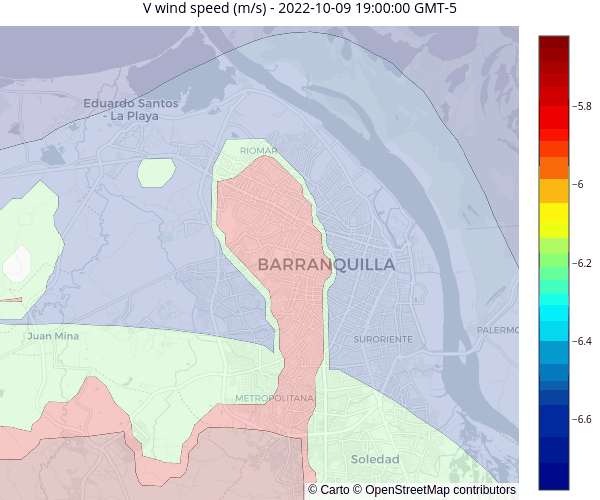 V wind speed (m/s) - 2022-10-09 19:00:00 GMT-5
Eduardo Santos
- La Playa
RIOMAR
BARRANQUILLA
Juan Mina
SURORIENTE
PALERMO
METROPOLITANA
Soledad
© Carto © OpenStreetMap contributors
−5.8
−6
−6.2
−6.4
−6.6